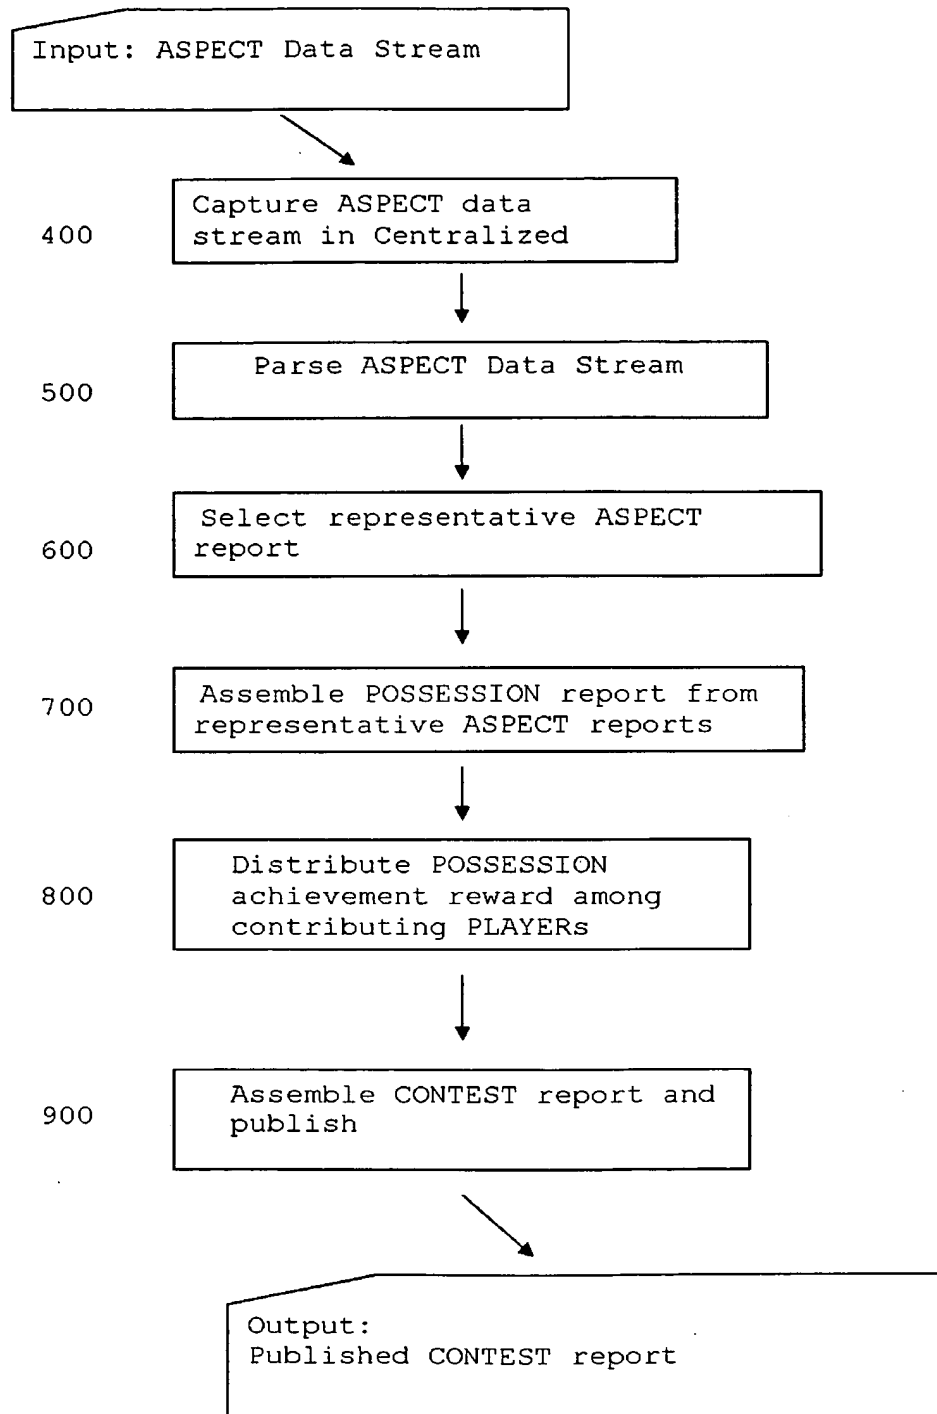 Input: ASPECT Data Stream
Capture ASPECT data
400
stream in Centralized
Parse ASPECT Data Stream
500
Select representative ASPECT
600
report
Assemble POSSESSION report from
700
representative ASPECT reports
Distribute POSSESSION
800
achievement reward among
contributing PLAYERs
Assemble CONTEST report and
900
publish
Output:
Published CONTEST report